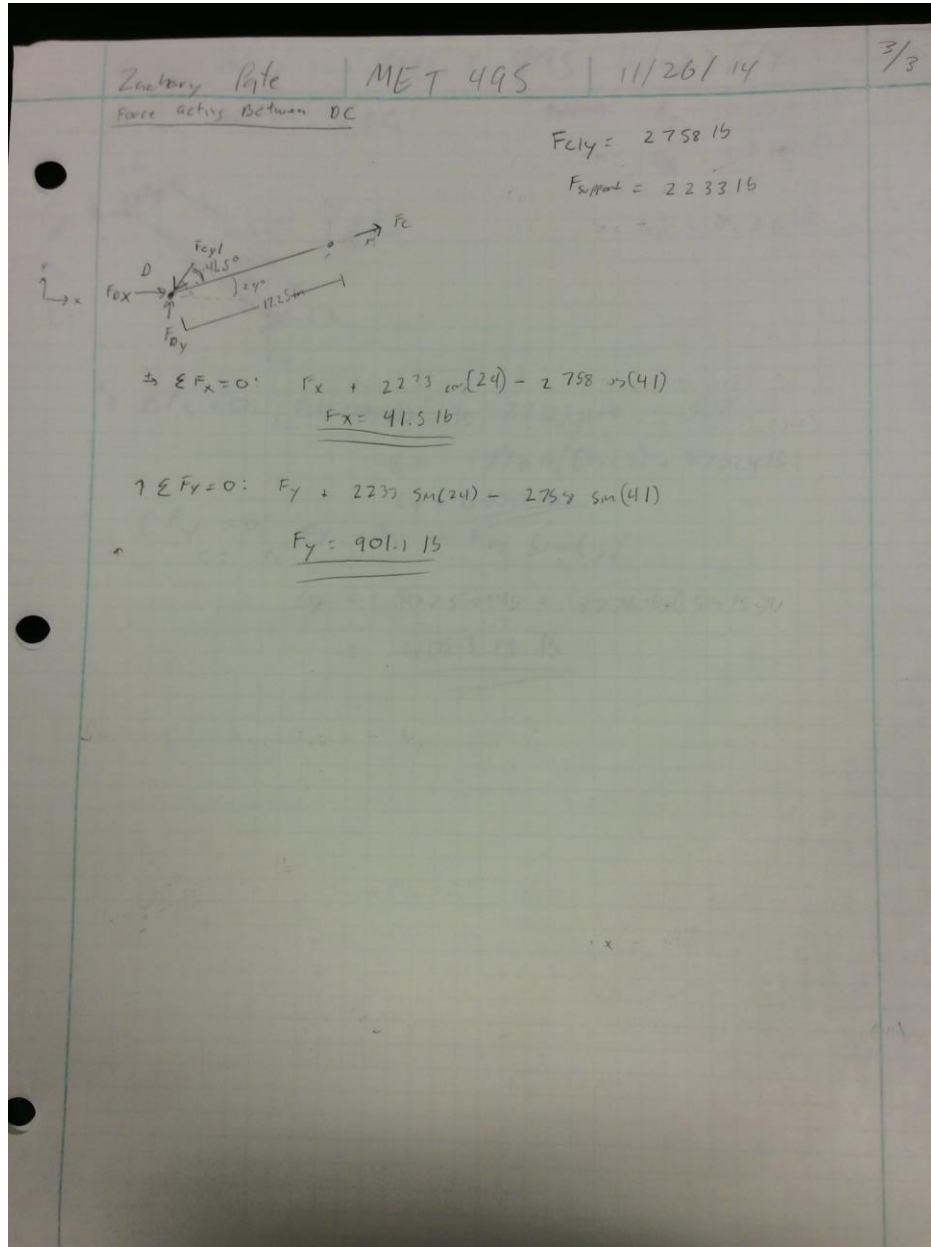 Zachary Pate | MET 495 | 11/26/14 3/3
Force acting Between DC
Fcly = 2758 lb
Fsupport = 2233 lb
Fc
Fcyl
41.5°
D
24°
FDX
17.25in
FDy
Y
x
ΣFx=0: Fx + 2233 cos(24) - 2758 cos(41)
Fx = 41.5 lb
↑ ΣFy=0: Fy + 2233 sin(24) - 2758 sin(41)
Fy = 901.1 lb